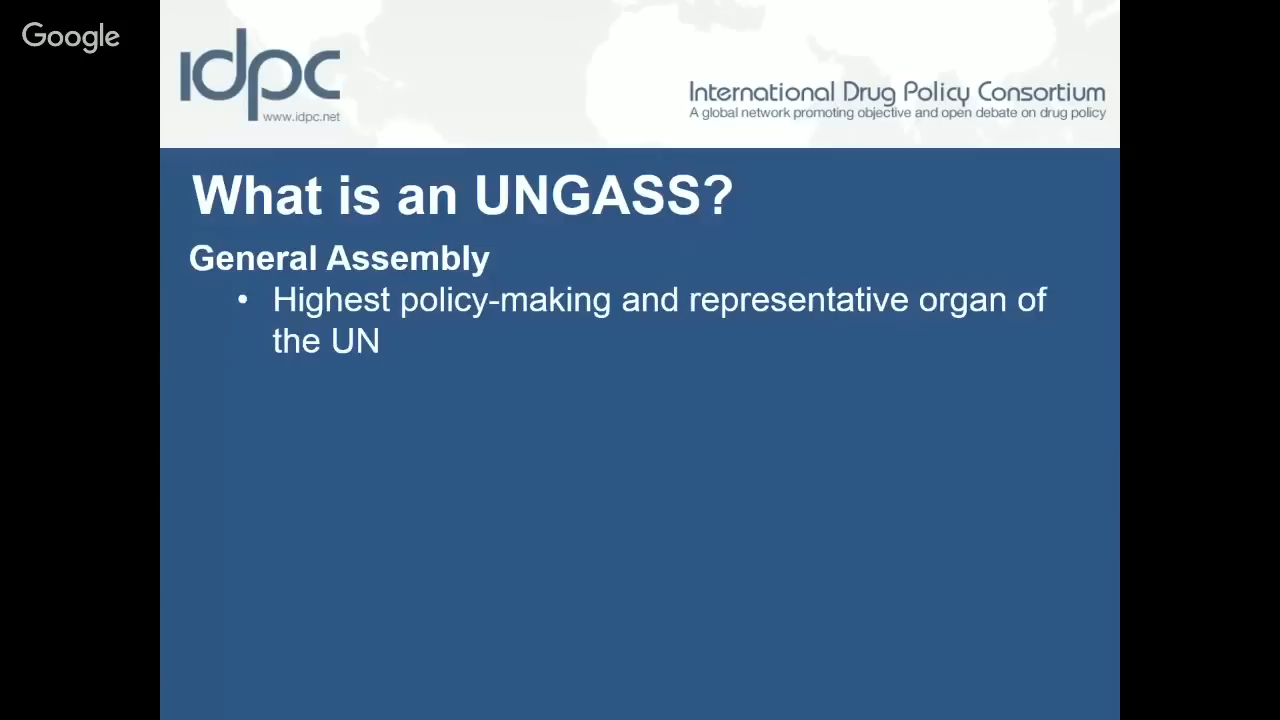 Google
idpc
www.idpc.net
International Drug Policy Consortium
A global network promoting objective and open debate on drug policy
What is an UNGASS?
General Assembly
• Highest policy-making and representative organ of
the UN